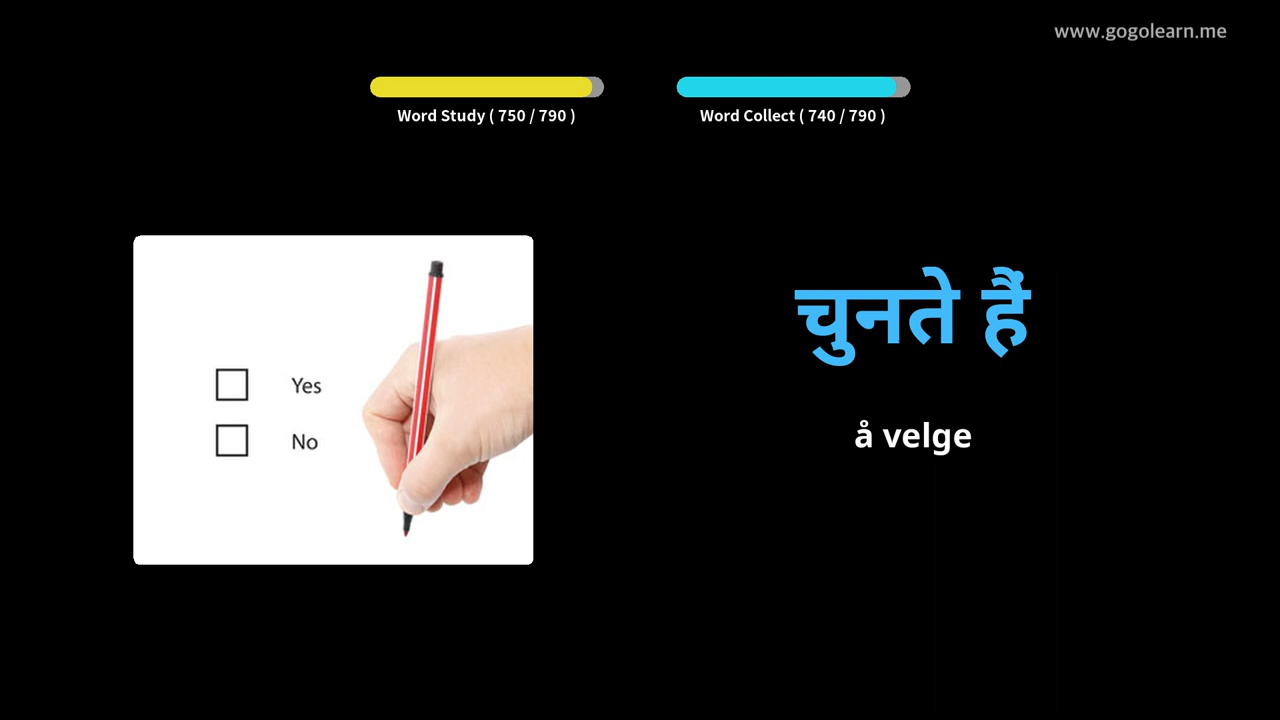 www.gogolearn.me
Word Study ( 750 / 790 )
Word Collect ( 740 / 790 )
Yes
No
चुनते हैं
å velge